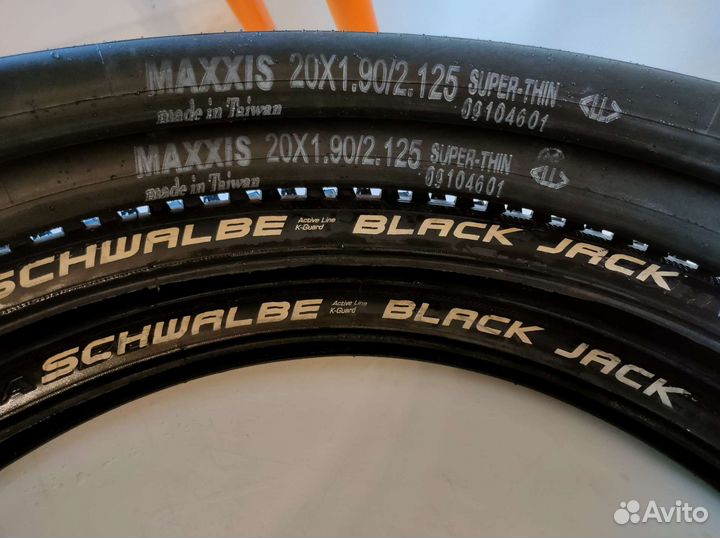 MAXXIS 20X1.90/2.125 SUPER-THIN
made in Taiwan 09104601
MAXXIS 20X1.90/2.125 SUPER-THIN
made in Taiwan 09104601
SCHWALBE Active Line K-Guard BLACK JACK
SCHWALBE Active Line K-Guard BLACK JACK
Avito